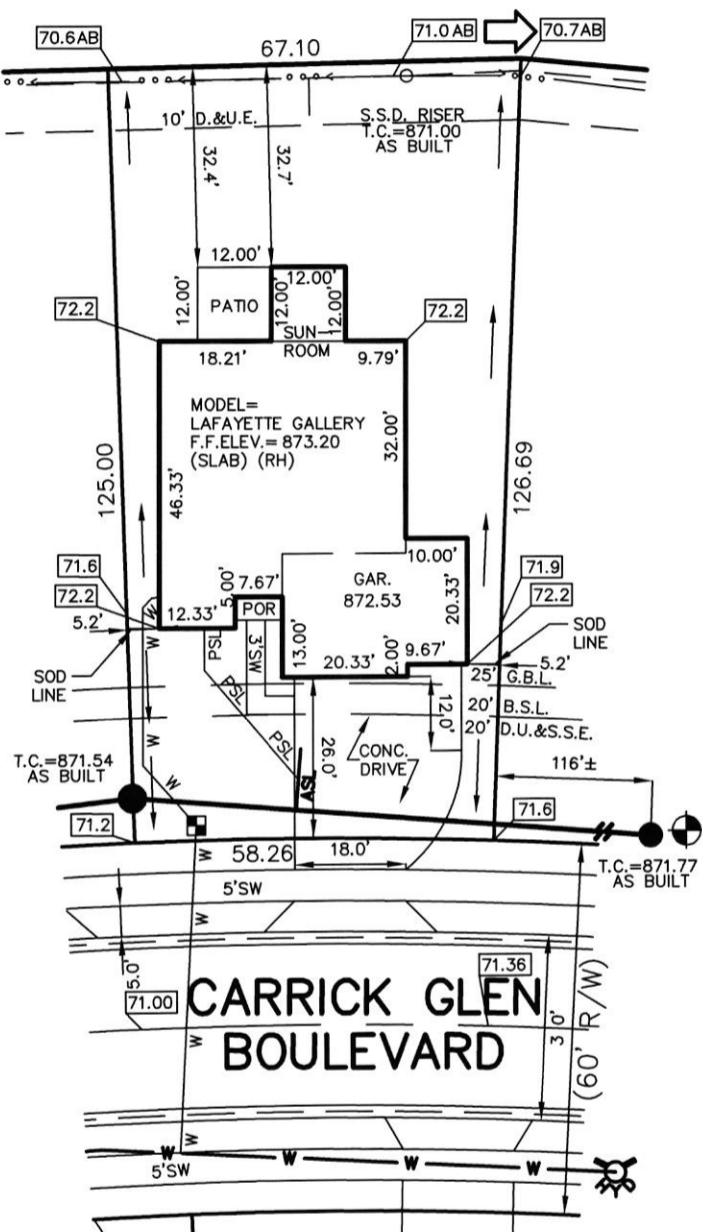 70.6AB
67.10
71.0 AB
70.7AB
10' D.&U.E.
S.S.D. RISER
T.C.=871.00
AS BUILT
32.4'
32.7'
12.00'
12.00'
12.00'
PATIO
12.00'
12.00'
72.2
SUN
ROOM
72.2
18.21'
9.79'
MODEL=
LAFAYETTE GALLERY
F.F.ELEV.= 873.20
(SLAB) (RH)
32.00'
125.00
126.69
46.33'
10.00'
71.6
GAR.
872.53
20.33'
71.9
72.2
72.2
W
12.33'
5.00'
7.67'
POR
5.2'
W
PSL
3'SW
13.00'
20.33'
2.00'
9.67'
SOD
LINE
5.2'
25' G.B.L.
SOD
LINE
PSL
20' B.S.L.
20' D.U.&S.S.E.
12.0'
W
PSL
26.0'
CONC.
DRIVE
T.C.=871.54
AS BUILT
W
ASL
116'±
71.2
W
71.6
58.26
18.0'
T.C.=871.77
AS BUILT
5'SW
W
5.0'
71.00
71.36
CARRICK GLEN
BOULEVARD
W
30'
(60' R/W)
W
W
W
W
W
5'SW